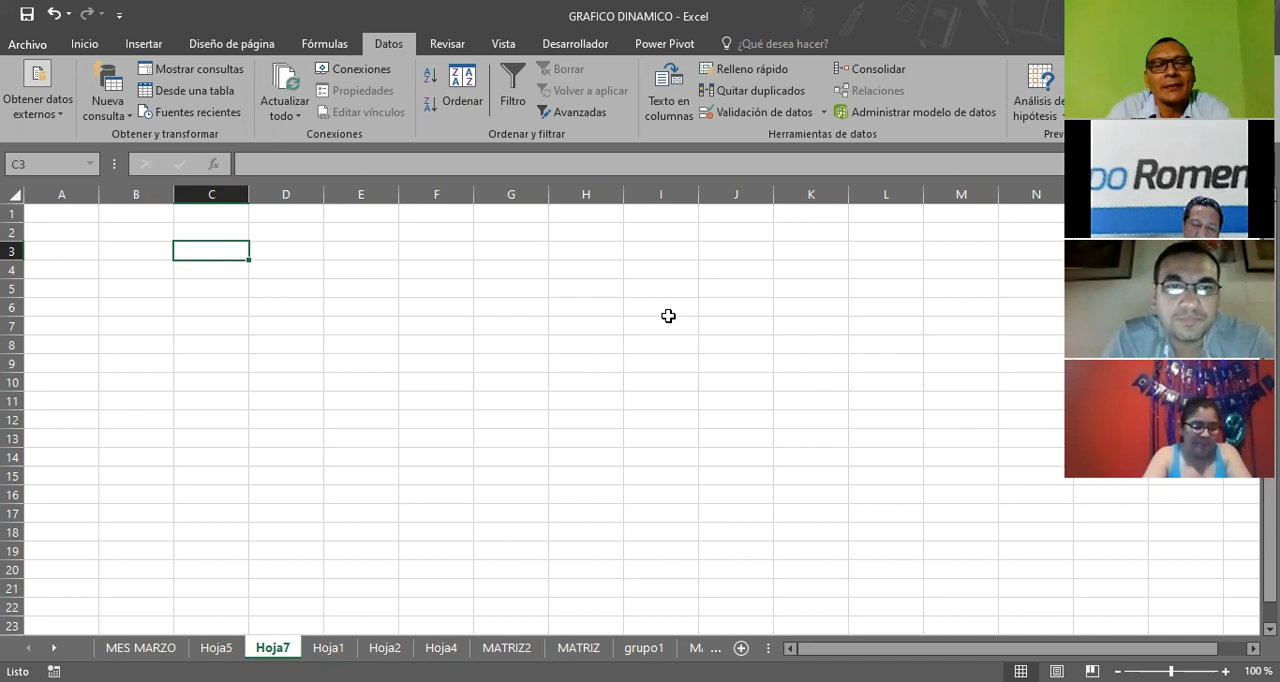 GRAFICO DINAMICO - Excel
Archivo Inicio Insertar Diseño de página Fórmulas Datos Revisar Vista Desarrollador Power Pivot ¿Qué desea hacer?
Obtener datos externos
Nueva consulta
Mostrar consultas
Desde una tabla
Fuentes recientes
Obtener y transformar
Actualizar todo
Conexiones
Propiedades
Editar vínculos
Conexiones
Ordenar
Filtro
Borrar
Volver a aplicar
Avanzadas
Ordenar y filtrar
Texto en columnas
Relleno rápido
Quitar duplicados
Validación de datos
Consolidar
Relaciones
Administrar modelo de datos
Herramientas de datos
Análisis de
hipótesis
Prev
C3
fx
A B C D E F G H I J K L M N
1
2
3
4
5
6
7
8
9
10
11
12
13
14
15
16
17
18
19
20
21
22
23
MES MARZO Hoja5 Hoja7 Hoja1 Hoja2 Hoja4 MATRIZ2 MATRIZ grupo1 ...
Listo
100 %
Romen